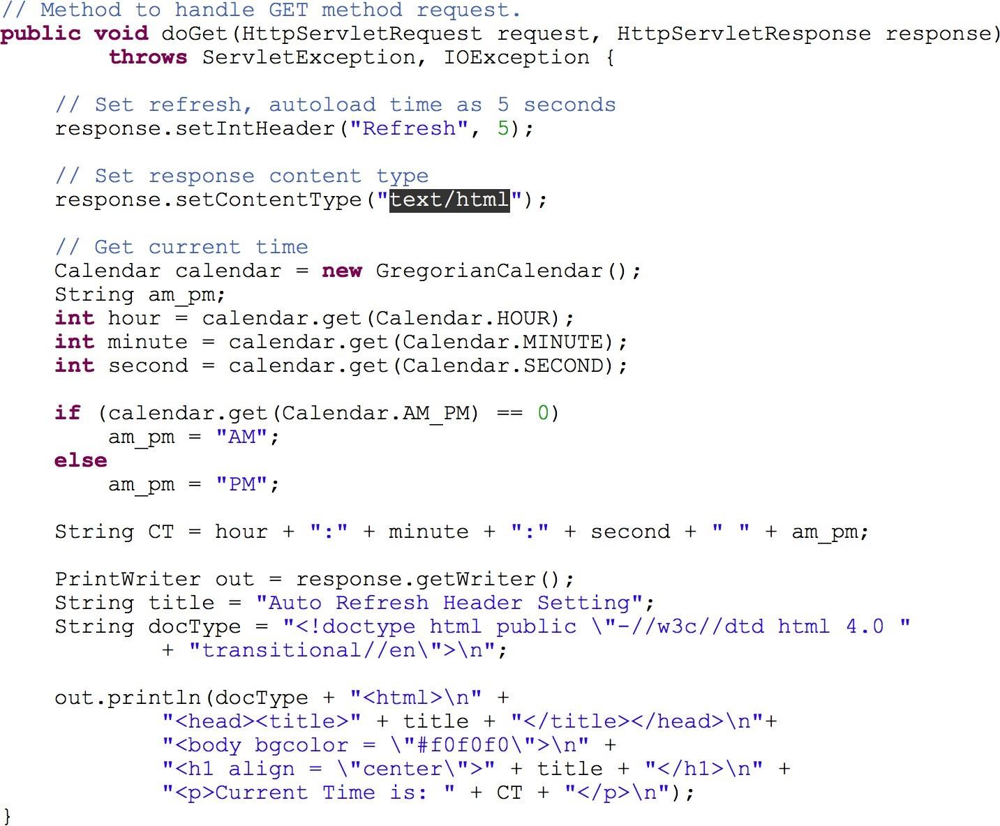 // Method to handle GET method request.
public void doGet(HttpServletRequest request, HttpServletResponse response)
        throws ServletException, IOException {

    // Set refresh, autoload time as 5 seconds
    response.setIntHeader("Refresh", 5);

    // Set response content type
    response.setContentType("text/html");

    // Get current time
    Calendar calendar = new GregorianCalendar();
    String am_pm;
    int hour = calendar.get(Calendar.HOUR);
    int minute = calendar.get(Calendar.MINUTE);
    int second = calendar.get(Calendar.SECOND);

    if (calendar.get(Calendar.AM_PM) == 0)
        am_pm = "AM";
    else
        am_pm = "PM";

    String CT = hour + ":" + minute + ":" + second + " " + am_pm;

    PrintWriter out = response.getWriter();
    String title = "Auto Refresh Header Setting";
    String docType = "<!doctype html public \"-//w3c//dtd html 4.0 "
            + "transitional//en\">\n";

    out.println(docType + "<html>\n" +
            "<head><title>" + title + "</title></head>\n"+
            "<body bgcolor = \"#f0f0f0\">\n" +
            "<h1 align = \"center\">" + title + "</h1>\n" +
            "<p>Current Time is: " + CT + "</p>\n");
}